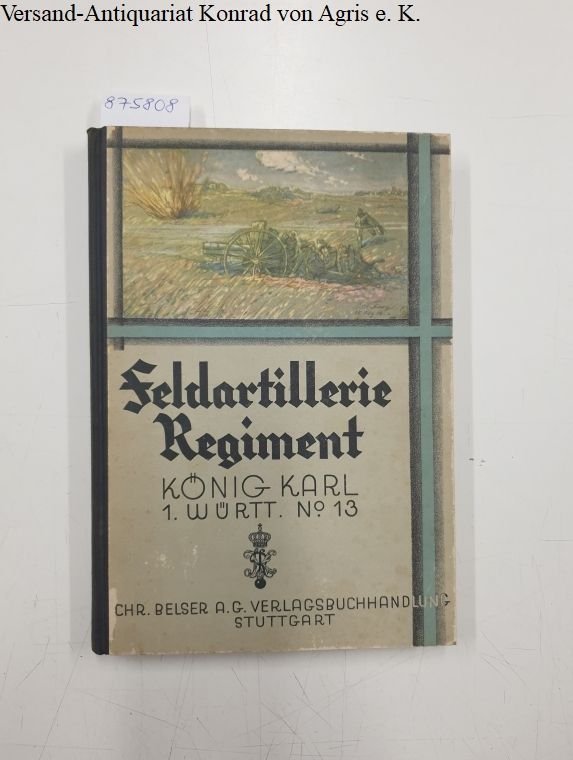 Versand-Antiquariat Konrad von Agris e. K.
875808
Feldartillerie
Regiment
KÖNIG KARL
1. WÜRTT. No 13
CHR. BELSER A.G. VERLAGSBUCHHANDLUNG
STUTTGART